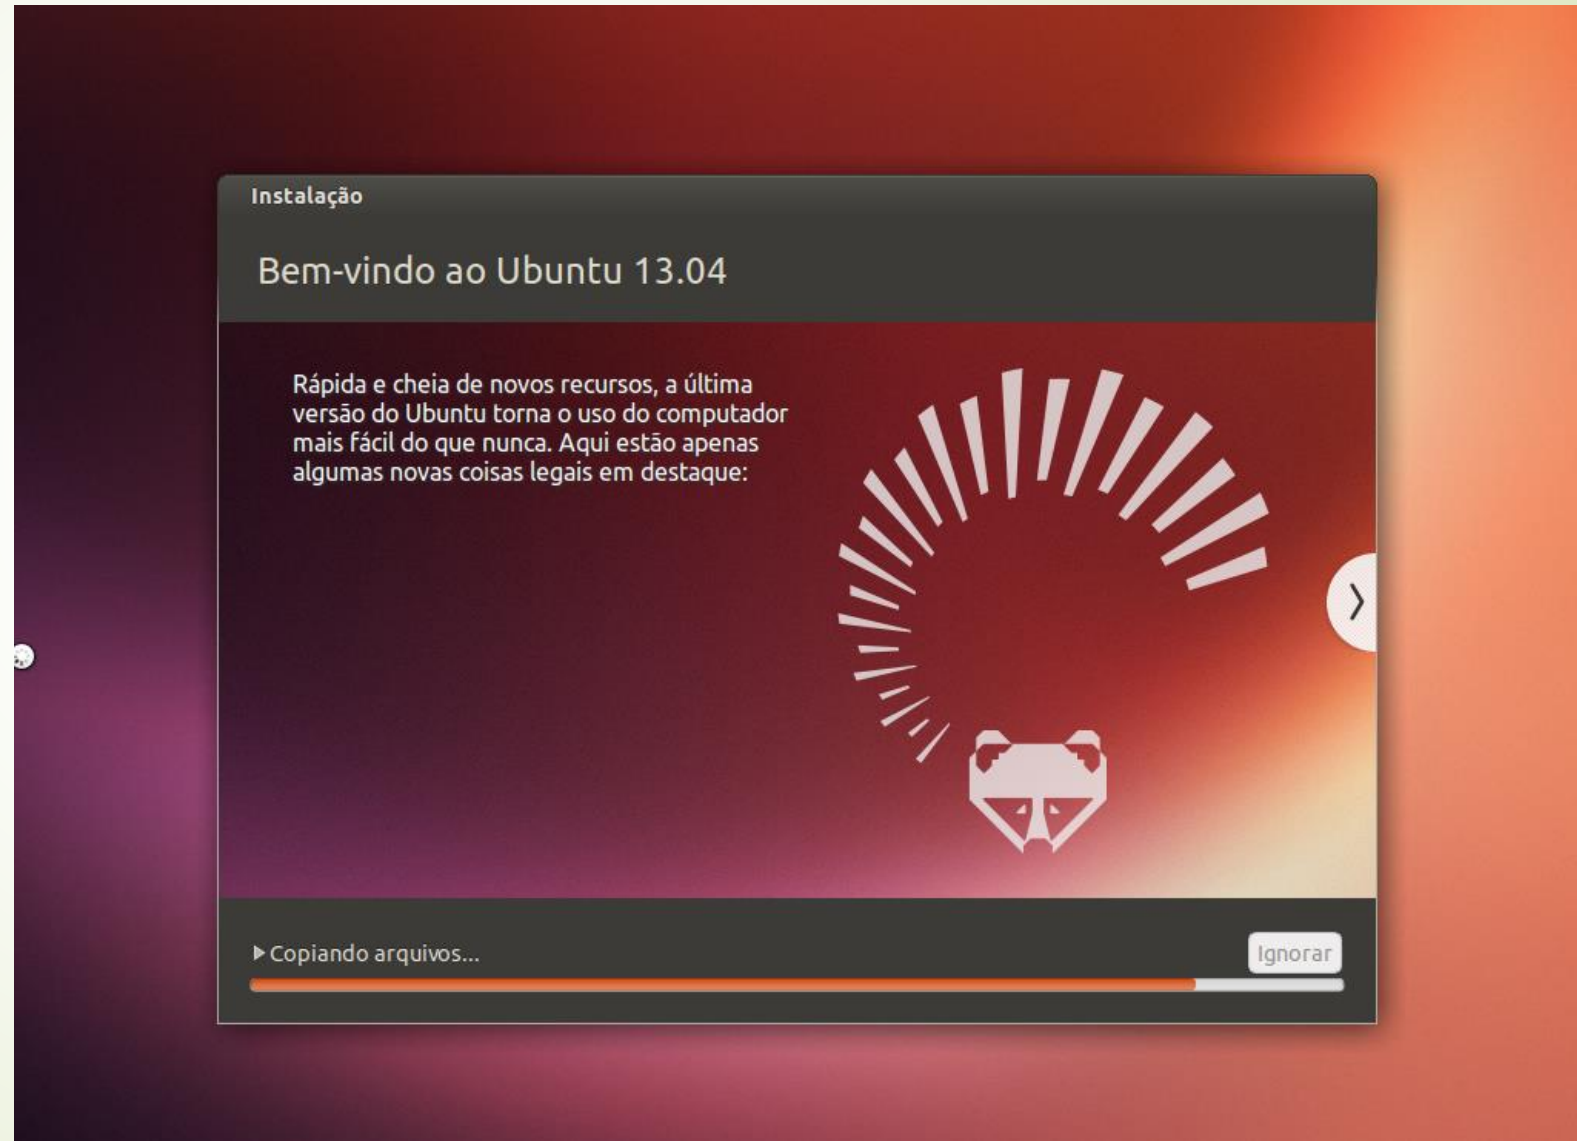 Instalação
Bem-vindo ao Ubuntu 13.04
Rápida e cheia de novos recursos, a última
versão do Ubuntu torna o uso do computador
mais fácil do que nunca. Aqui estão apenas
algumas novas coisas legais em destaque:
Copiando arquivos...
Ignorar